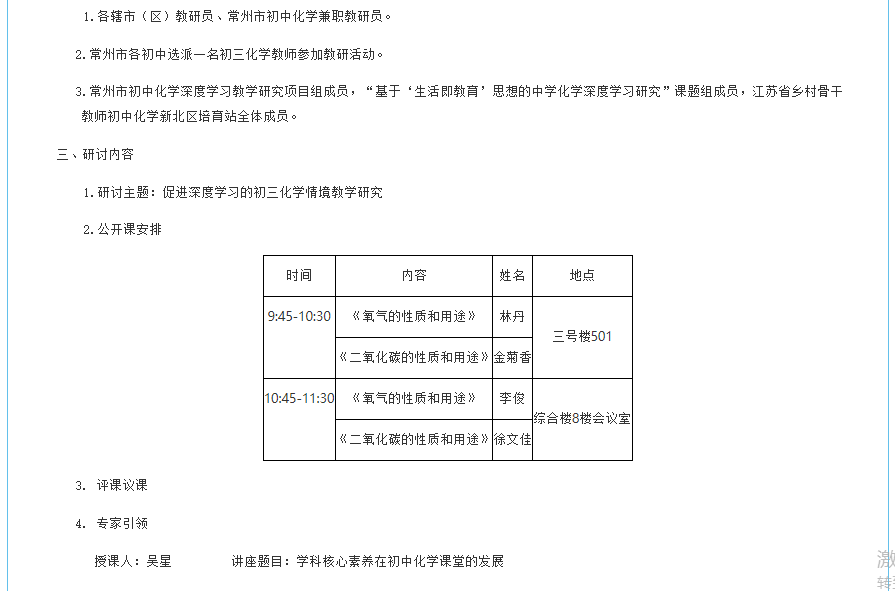 1.各辖市（区）教研员、常州市初中化学兼职教研员。
2.常州市各初中选派一名初三化学教师参加教研活动。
3.常州市初中化学深度学习教学研究项目组成员，“基于‘生活即教育’思想的中学化学深度学习研究”课题组成员，江苏省乡村骨干
教师初中化学新北区培育站全体成员。
三、研讨内容
1.研讨主题：促进深度学习的初三化学情境教学研究
2.公开课安排
时间 内容 姓名 地点
9:45-10:30 《氧气的性质和用途》 林丹
三号楼501
《二氧化碳的性质和用途》 金菊香
10:45-11:30 《氧气的性质和用途》 李俊
综合楼8楼会议室
《二氧化碳的性质和用途》 徐文佳
3. 评课议课
4. 专家引领
授课人：吴星 讲座题目：学科核心素养在初中化学课堂的发展
激